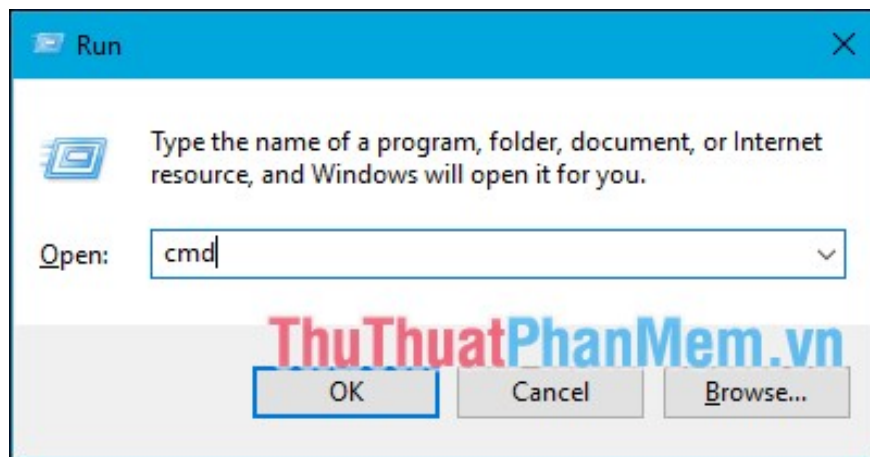 Run
Type the name of a program, folder, document, or Internet
resource, and Windows will open it for you.
Open: cmd
ThuThuatPhanMem.vn
OK Cancel Browse...